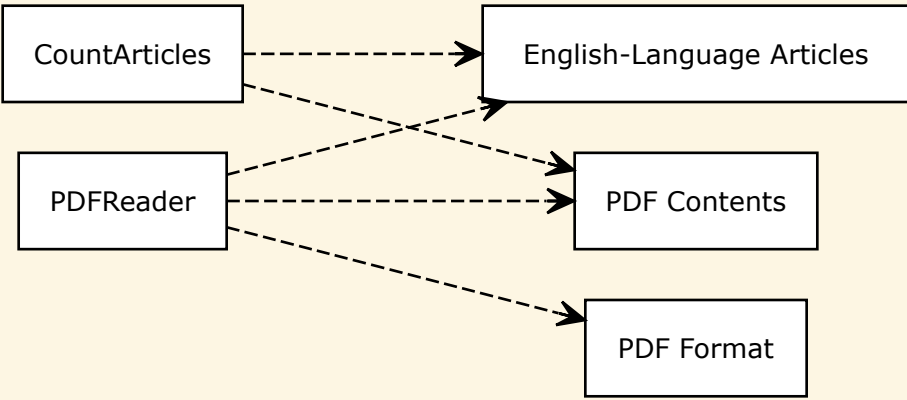 CountArticles
English-Language Articles
PDFReader
PDF Contents
PDF Format